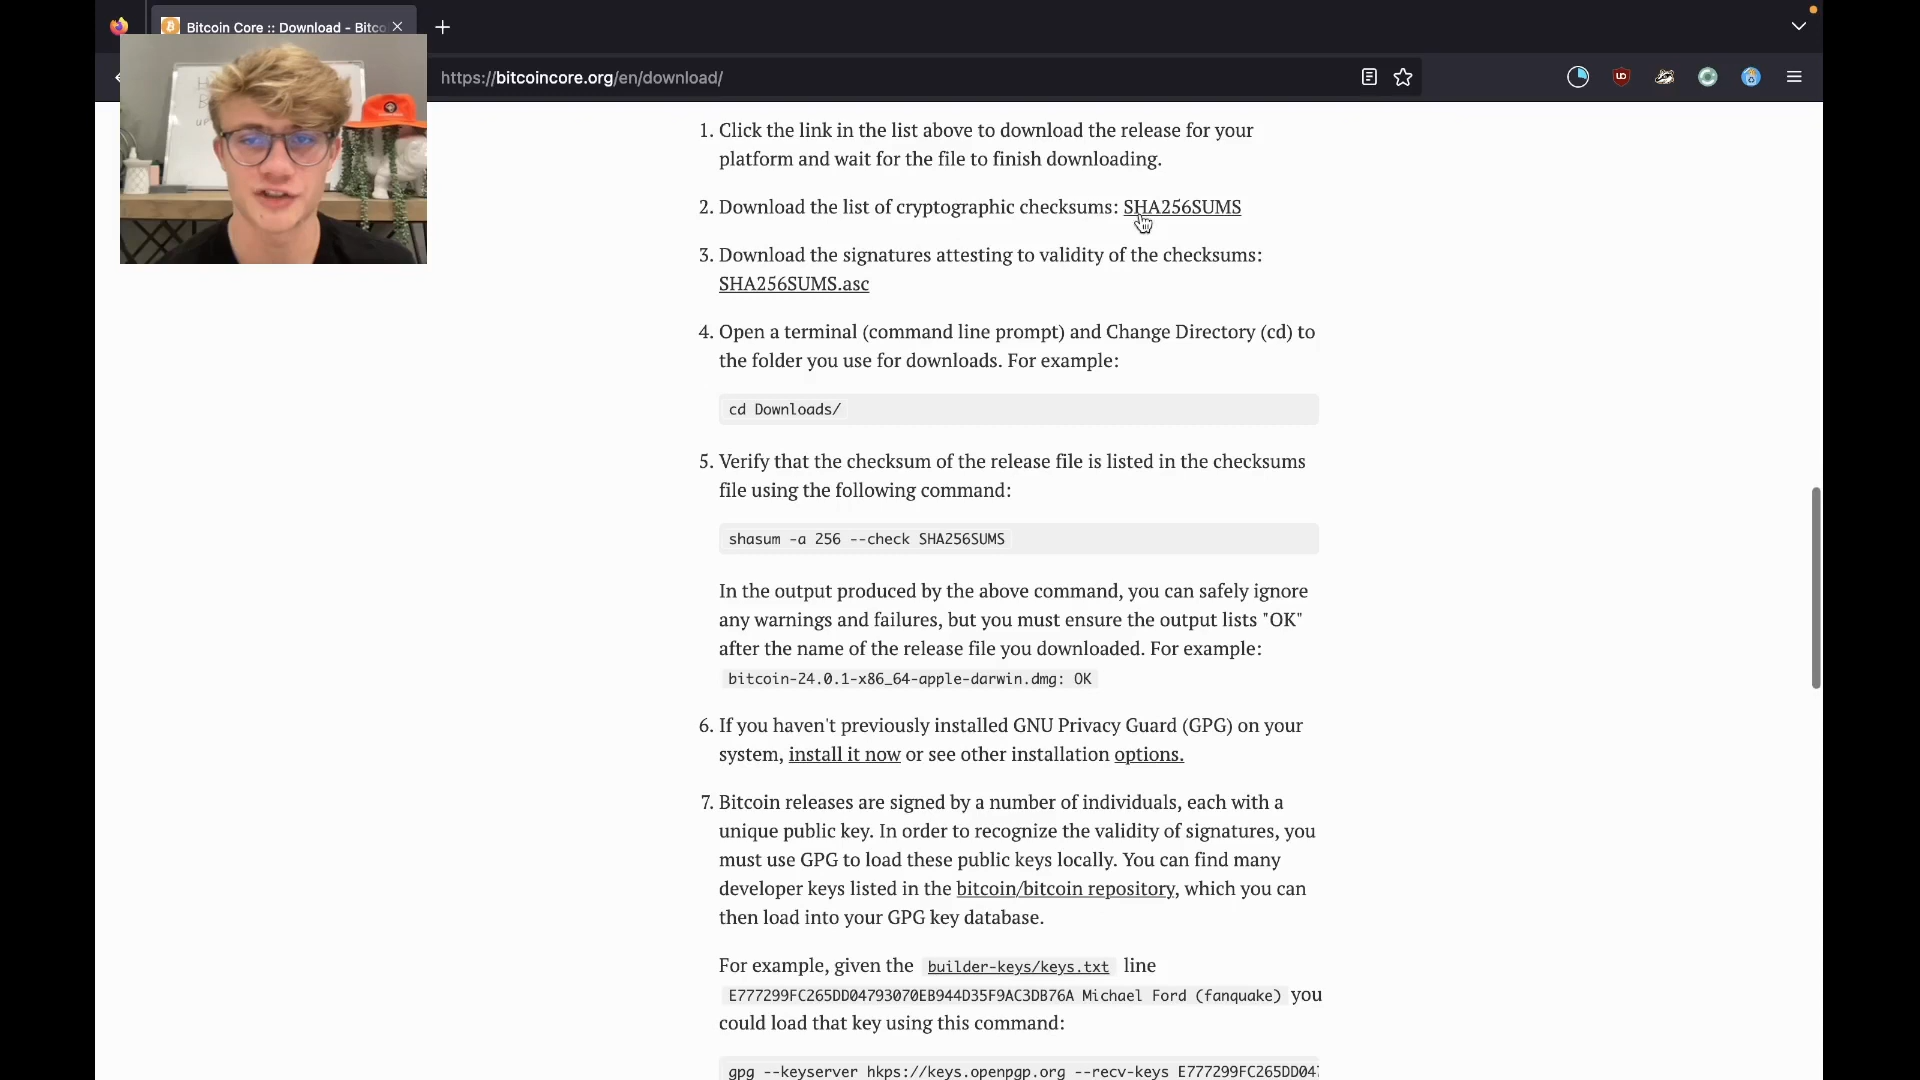 Bitcoin Core :: Download - Bitco
https://bitcoincore.org/en/download/
1. Click the link in the list above to download the release for your
platform and wait for the file to finish downloading.
2. Download the list of cryptographic checksums: SHA256SUMS
3. Download the signatures attesting to validity of the checksums:
SHA256SUMS.asc
4. Open a terminal (command line prompt) and Change Directory (cd) to
the folder you use for downloads. For example:
cd Downloads/
5. Verify that the checksum of the release file is listed in the checksums
file using the following command:
shasum -a 256 --check SHA256SUMS
In the output produced by the above command, you can safely ignore
any warnings and failures, but you must ensure the output lists "OK"
after the name of the release file you downloaded. For example:
bitcoin-24.0.1-x86_64-apple-darwin.dmg: OK
6. If you haven't previously installed GNU Privacy Guard (GPG) on your
system, install it now or see other installation options.
7. Bitcoin releases are signed by a number of individuals, each with a
unique public key. In order to recognize the validity of signatures, you
must use GPG to load these public keys locally. You can find many
developer keys listed in the bitcoin/bitcoin repository, which you can
then load into your GPG key database.
For example, given the builder-keys/keys.txt line
E777299FC265DD04793070EB944D35F9AC3DB76A Michael Ford (fanquake) you
could load that key using this command:
gpg --keyserver hkps://keys.openpgp.org --recv-keys E777299FC265DD047